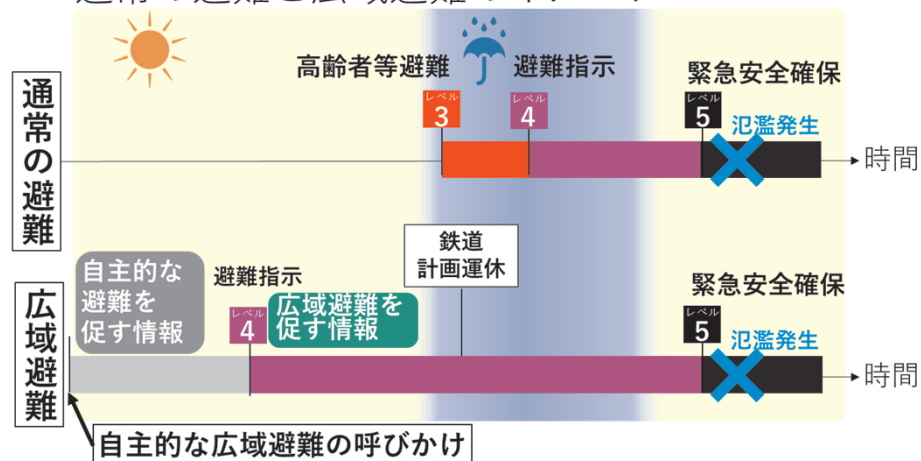 高齢者等避難
避難指示
緊急安全確保
レベル
3
レベル
4
レベル
5
氾濫発生
通常の避難
時間
鉄道
計画運休
自主的な
避難を
促す情報
避難指示
レベル
4
広域避難を
促す情報
緊急安全確保
レベル
5
氾濫発生
広域避難
時間
自主的な広域避難の呼びかけ